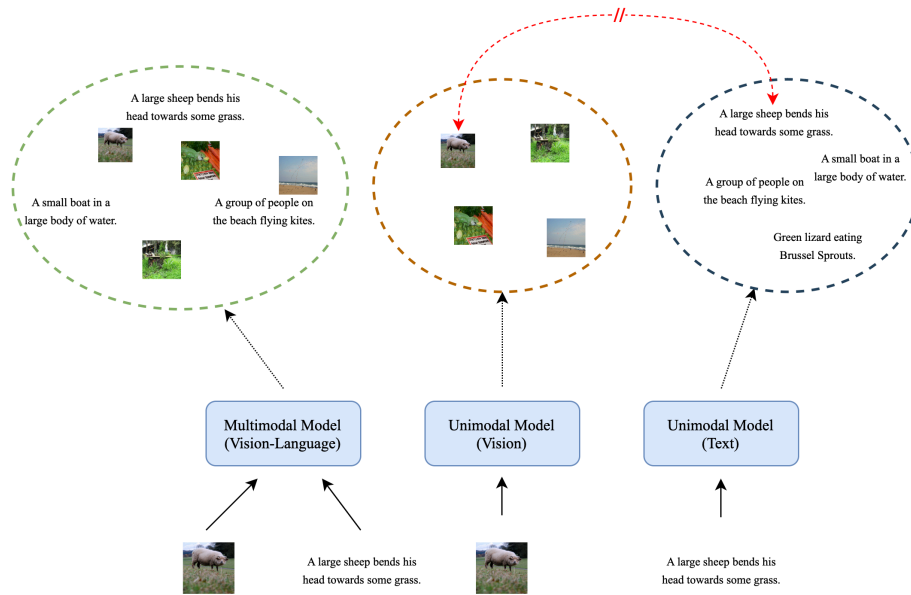 //
A large sheep bends his
head towards some grass.
A small boat in a
large body of water.
A group of people on
the beach flying kites.
A large sheep bends his
head towards some grass.
A small boat in a
large body of water.
A group of people on
the beach flying kites.
Green lizard eating
Brussel Sprouts.
Multimodal Model
(Vision-Language)
Unimodal Model
(Vision)
Unimodal Model
(Text)
A large sheep bends his
head towards some grass.
A large sheep bends his
head towards some grass.